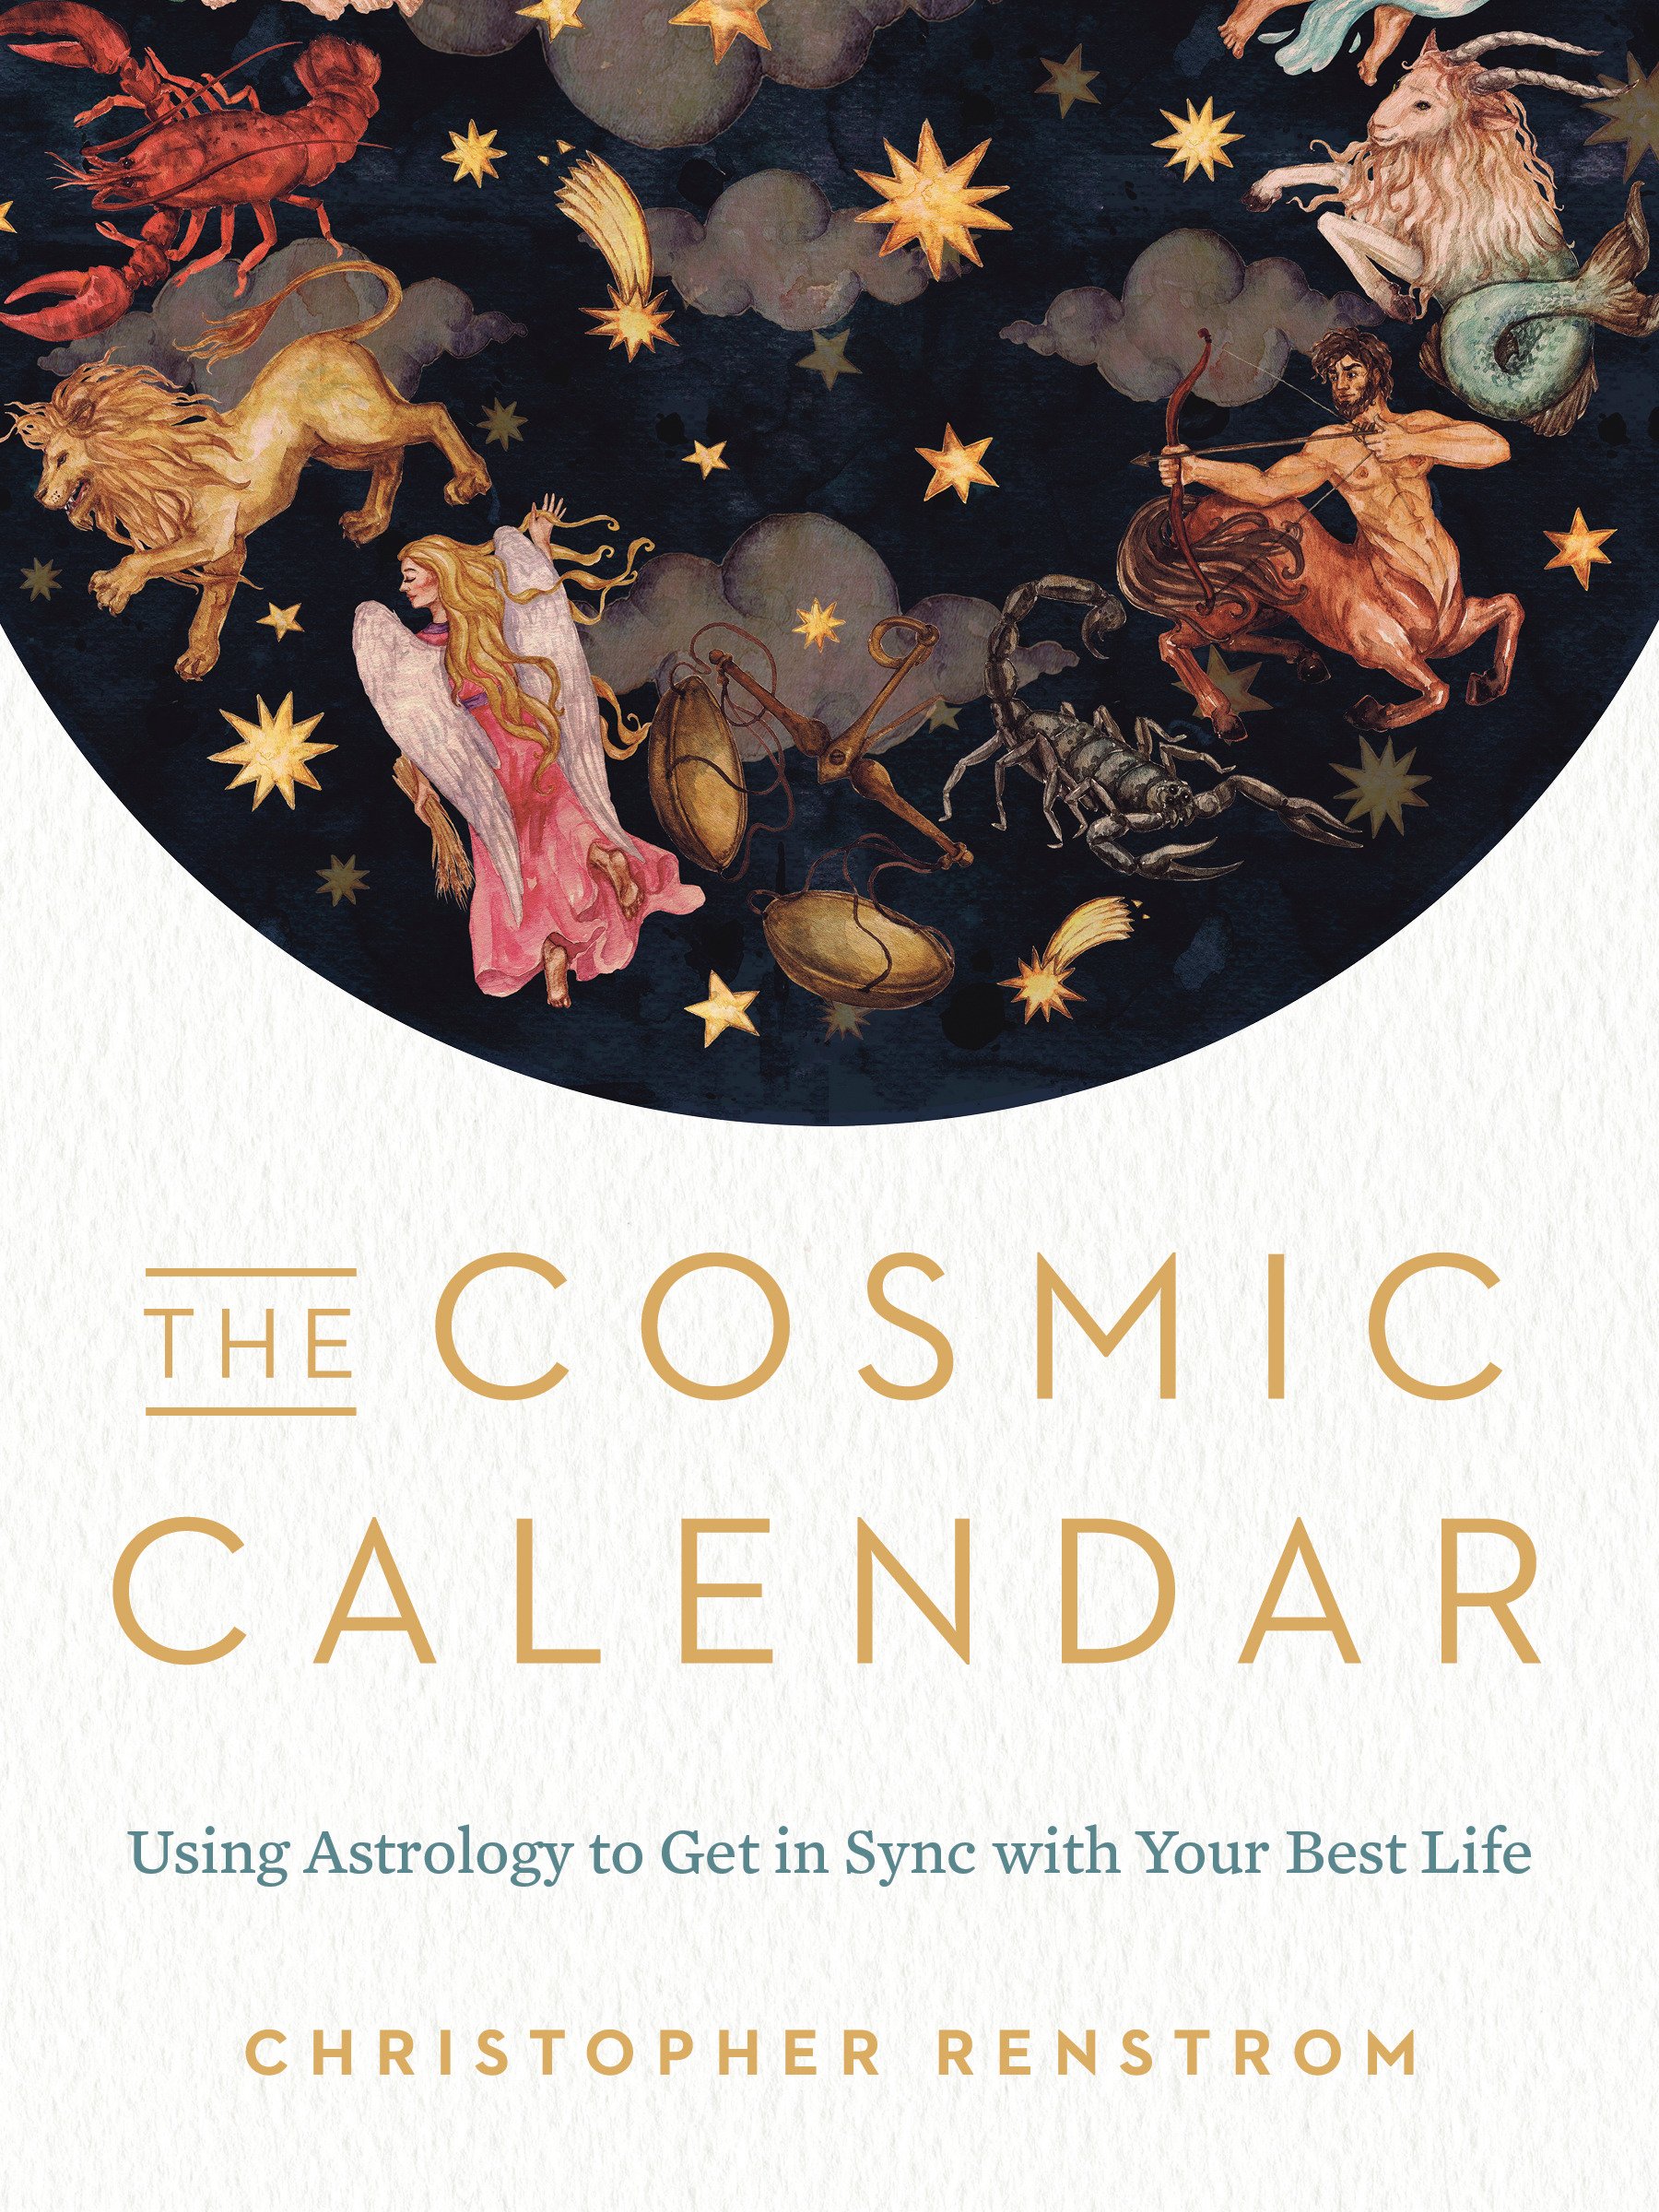 THE COSMIC
CALENDAR
Using Astrology to Get in Sync with Your Best Life
CHRISTOPHER RENSTROM